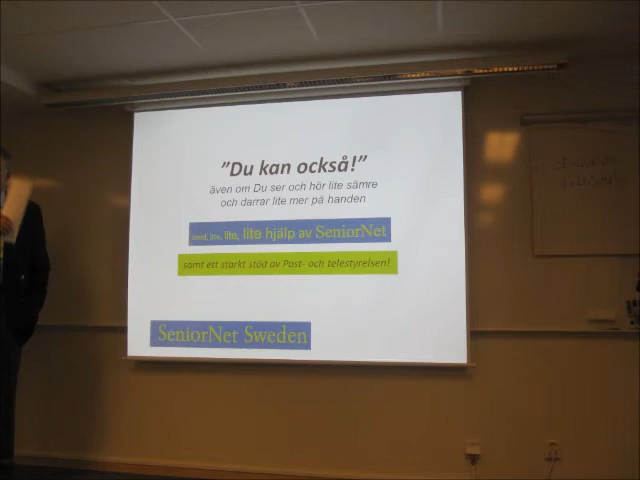 "Du kan också!"
även om Du ser och hör lite sämre
och darrar lite mer på handen
med, lite, lite, lite hjälp av SeniorNet
samt ett starkt stöd av Post- och telestyrelsen!
SeniorNet Sweden